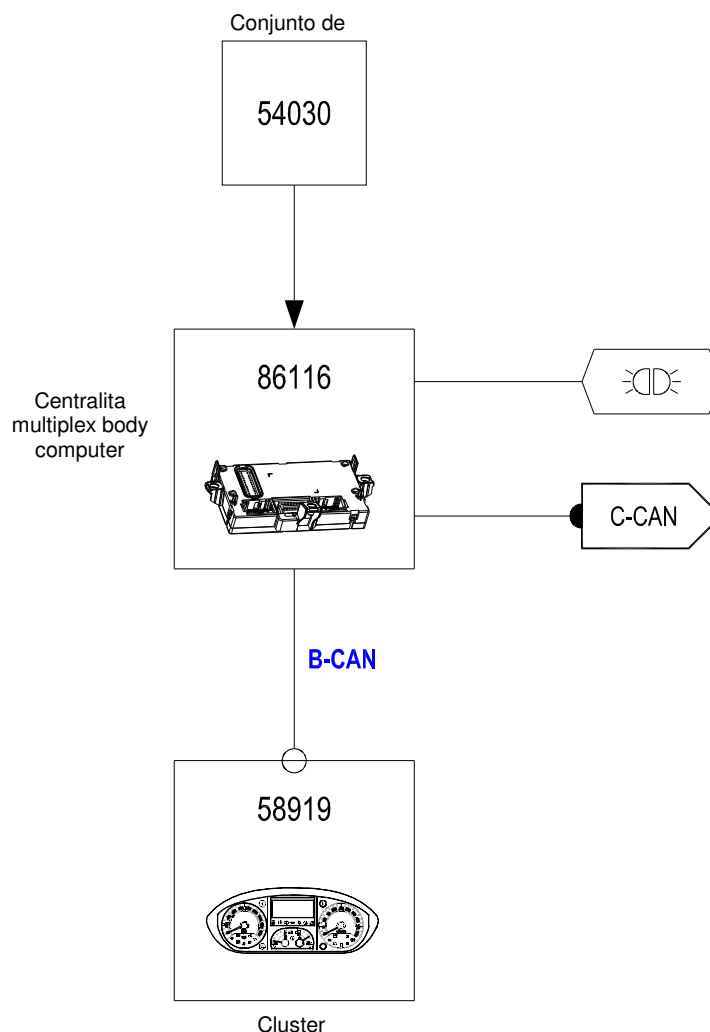 Conjunto de
54030
86116
Centralita
multiplex body
computer
C-CAN
B-CAN
58919
Cluster